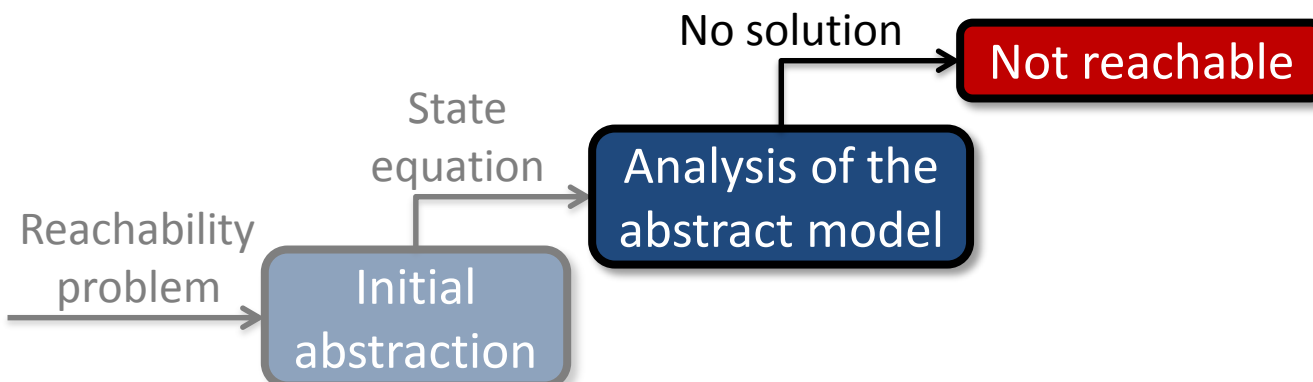 No solution
Not reachable
State
equation
Analysis of the
abstract model
Reachability
problem
Initial
abstraction